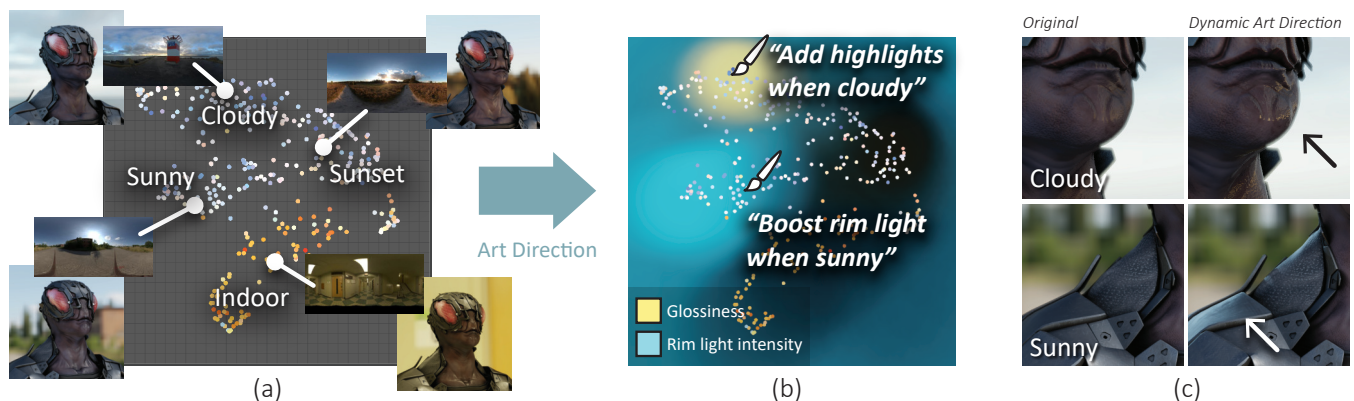 Cloudy
Sunset
Sunny
Indoor
(a)
Art Direction
“Add highlights
when cloudy”
“Boost rim light
when sunny”
Glossiness
Rim light intensity
(b)
Original
Dynamic Art Direction
Cloudy
Sunny
(c)